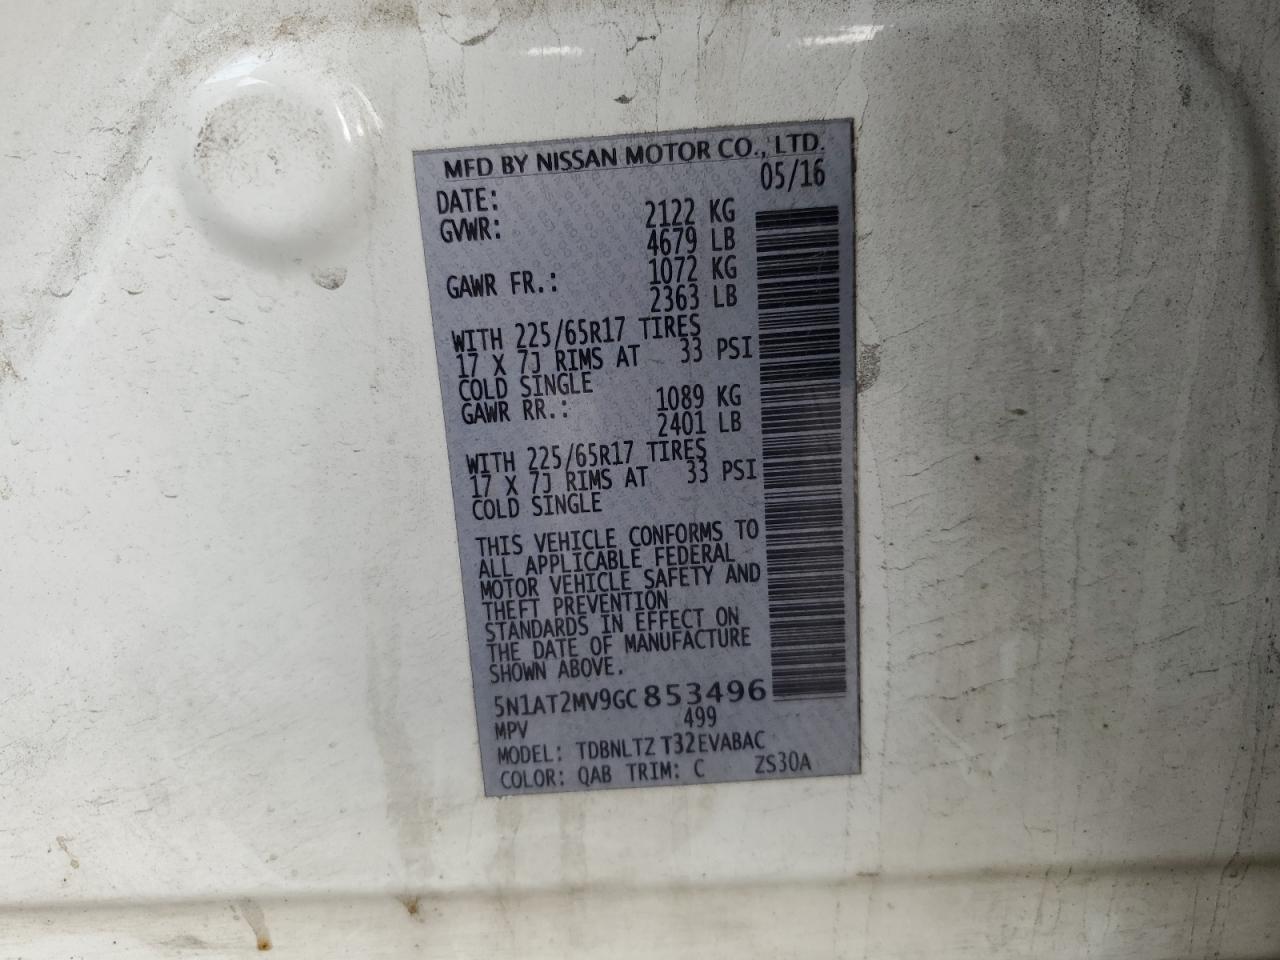 MFD BY NISSAN MOTOR CO., LTD.
DATE: 05/16
GVWR: 2122 KG
4679 LB
GAWR FR.: 1072 KG
2363 LB
WITH 225/65R17 TIRES
17 X 7J RIMS AT 33 PSI
COLD SINGLE
GAWR RR.: 1089 KG
2401 LB
WITH 225/65R17 TIRES
17 X 7J RIMS AT 33 PSI
COLD SINGLE
THIS VEHICLE CONFORMS TO
ALL APPLICABLE FEDERAL
MOTOR VEHICLE SAFETY AND
THEFT PREVENTION
STANDARDS IN EFFECT ON
THE DATE OF MANUFACTURE
SHOWN ABOVE.
5N1AT2MV9GC853496
MPV 499
MODEL: TDBNLTZ T32EVABAC
COLOR: QAB TRIM: C ZS30A